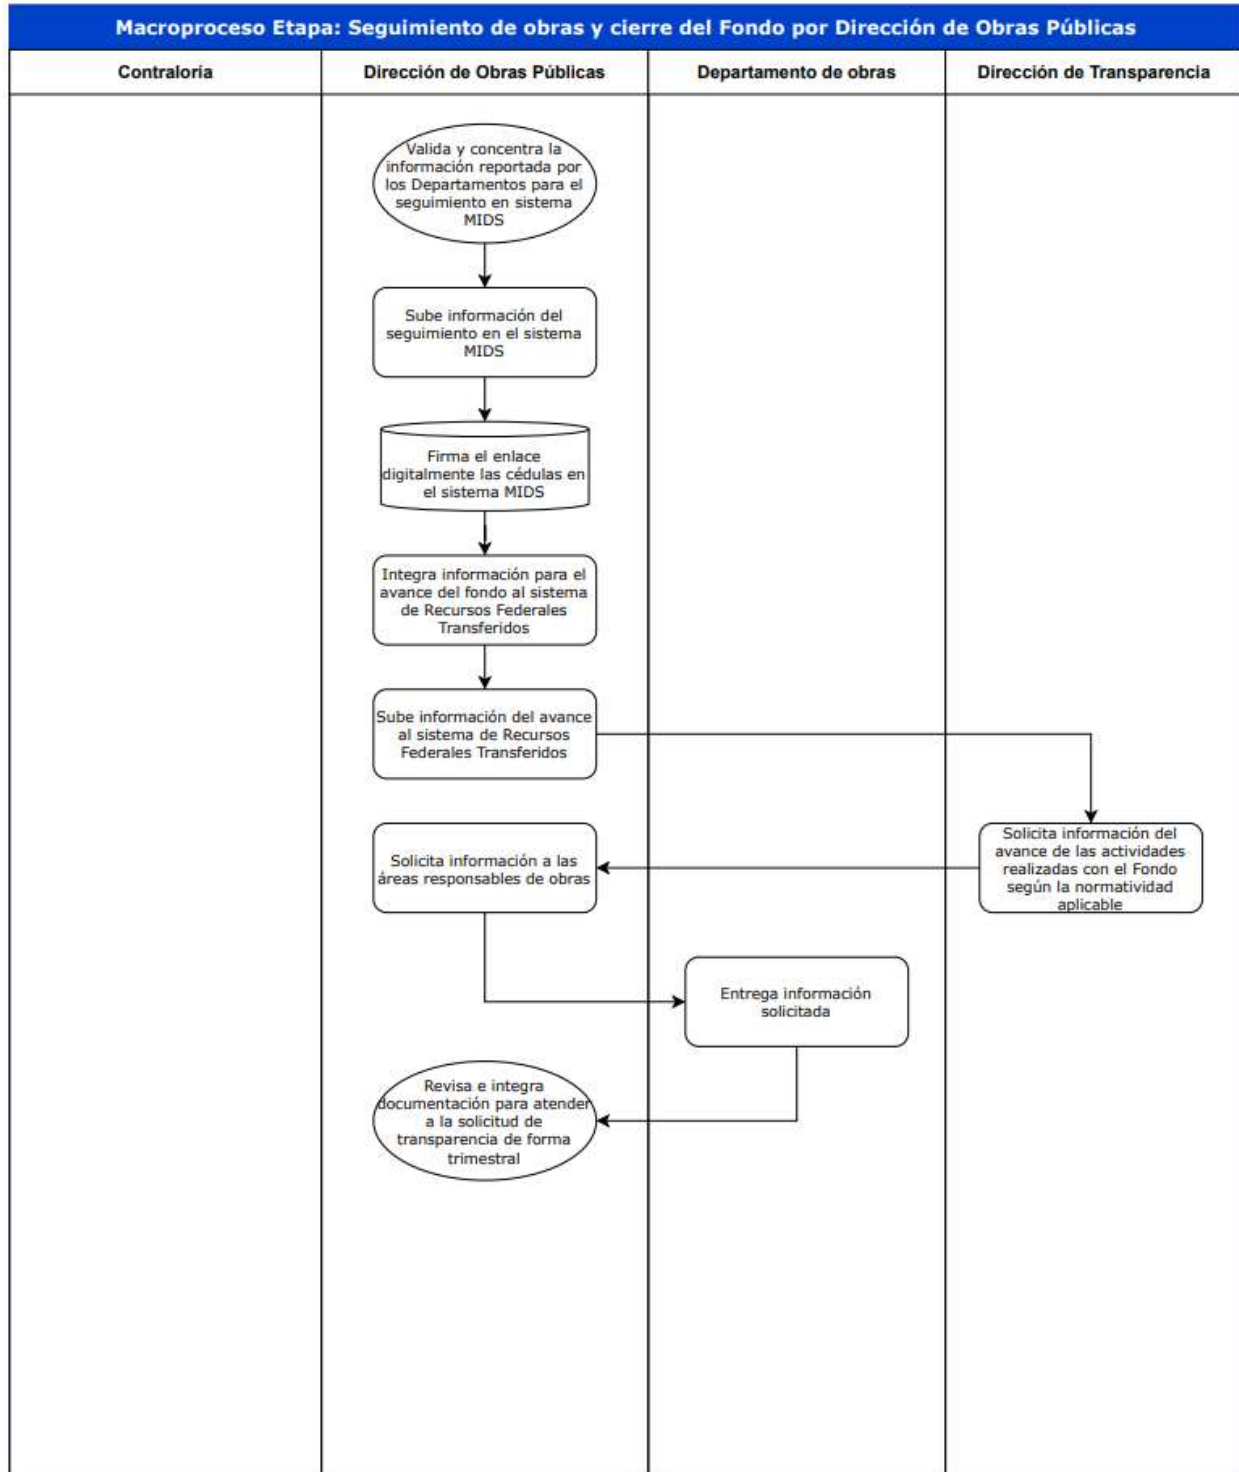 Macroproceso Etapa: Seguimiento de obras y cierre del Fondo por Dirección de Obras Públicas
Contraloría
Dirección de Obras Públicas
Departamento de obras
Dirección de Transparencia
Valida y concentra la
información reportada por
los Departamentos para el
seguimiento en sistema
MIDS
Sube información del
seguimiento en el sistema
MIDS
Firma el enlace
digitalmente las cédulas en
el sistema MIDS
Integra información para el
avance del fondo al sistema
de Recursos Federales
Transferidos
Sube información del avance
al sistema de Recursos
Federales Transferidos
Solicita información del
avance de las actividades
realizadas con el Fondo
según la normatividad
aplicable
Solicita información a las
áreas responsables de obras
Entrega información
solicitada
Revisa e integra
documentación para atender
a la solicitud de
transparencia de forma
trimestral